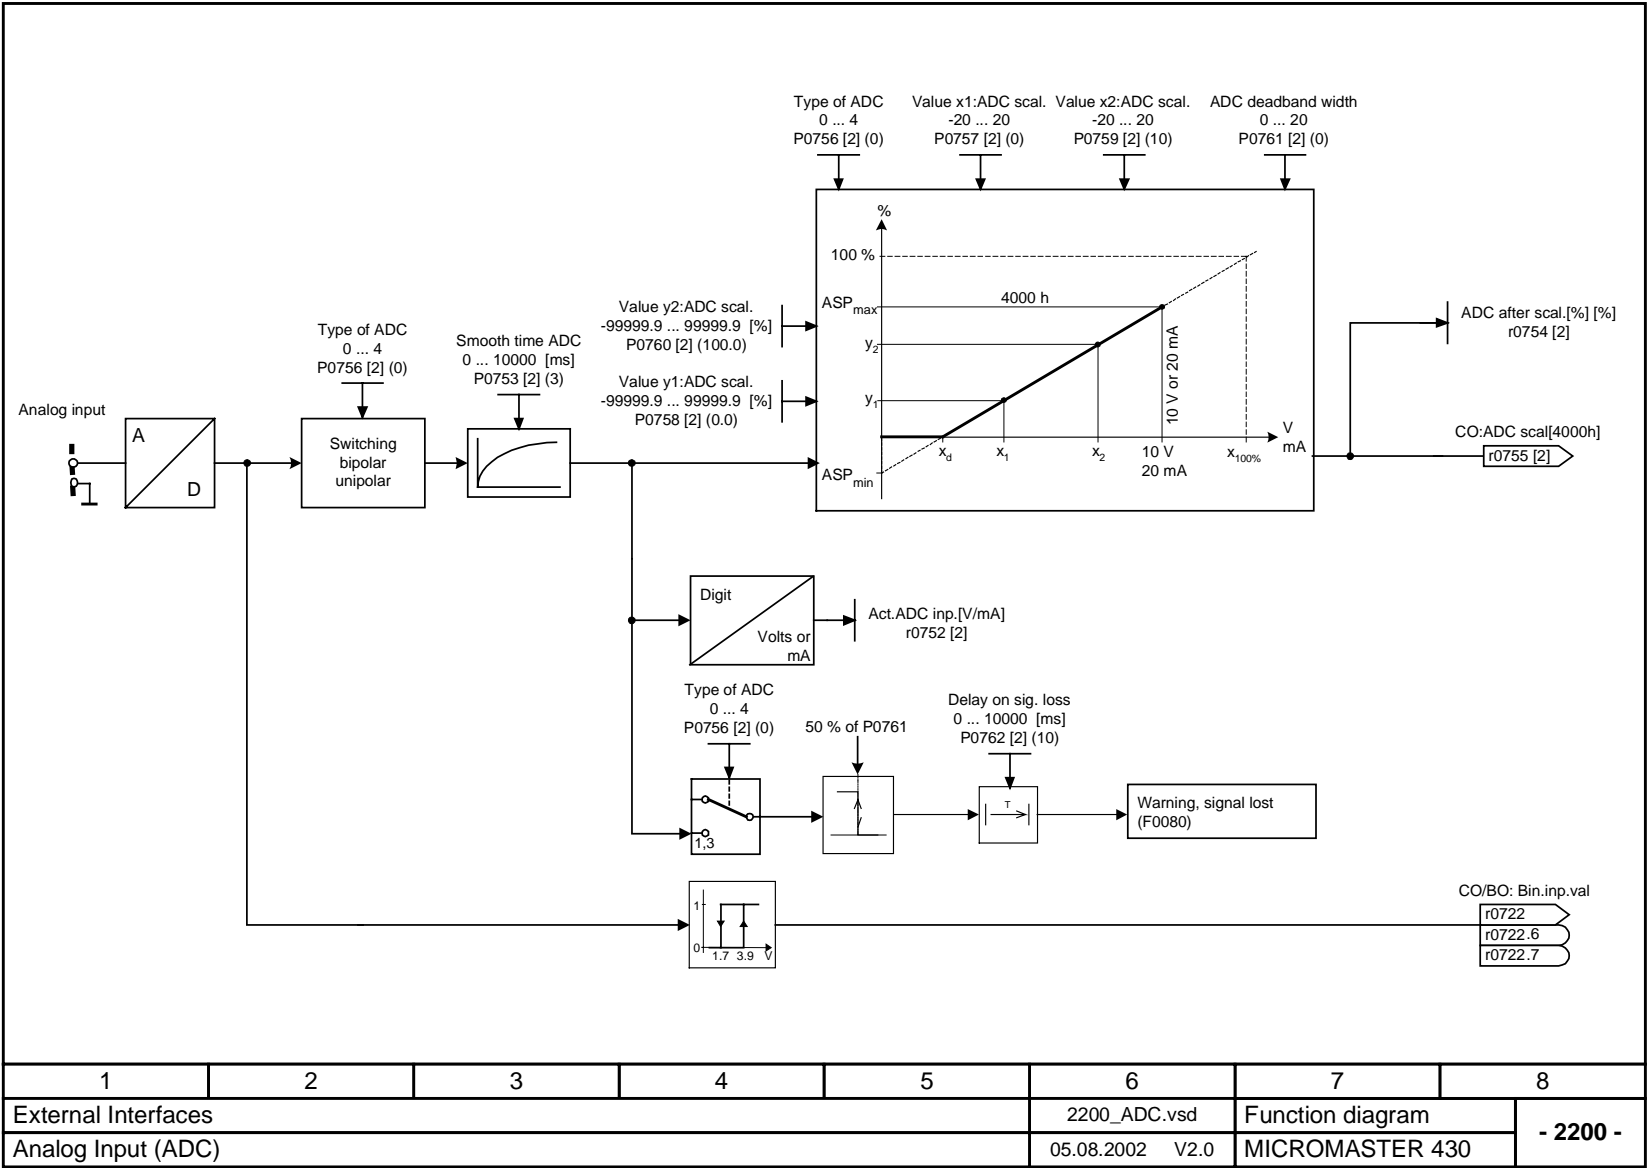 Type of ADC
0 ... 4
P0756 [2] (0)
Value x1:ADC scal.
-20 ... 20
P0757 [2] (0)
Value x2:ADC scal.
-20 ... 20
P0759 [2] (10)
ADC deadband width
0 ... 20
P0761 [2] (0)
%
100 %
ASPmax
4000 h
y2
y1
10 V or 20 mA
V
mA
xd
x1
x2
10 V
20 mA
x100%
ASPmin
Value y2:ADC scal.
-99999.9 ... 99999.9 [%]
P0760 [2] (100.0)
Value y1:ADC scal.
-99999.9 ... 99999.9 [%]
P0758 [2] (0.0)
Type of ADC
0 ... 4
P0756 [2] (0)
Smooth time ADC
0 ... 10000 [ms]
P0753 [2] (3)
Analog input
A
D
Switching
bipolar
unipolar
ADC after scal.[%] [%]
r0754 [2]
CO:ADC scal[4000h]
r0755 [2]
Digit
Volts or
mA
Act.ADC inp.[V/mA]
r0752 [2]
Type of ADC
0 ... 4
P0756 [2] (0)
1,3
50 % of P0761
Delay on sig. loss
0 ... 10000 [ms]
P0762 [2] (10)
T
Warning, signal lost
(F0080)
1
0
1.7 3.9 V
CO/BO: Bin.inp.val
r0722
r0722.6
r0722.7
1 2 3 4 5 6 7 8
External Interfaces
2200_ADC.vsd
Function diagram
- 2200 -
Analog Input (ADC)
05.08.2002 V2.0
MICROMASTER 430